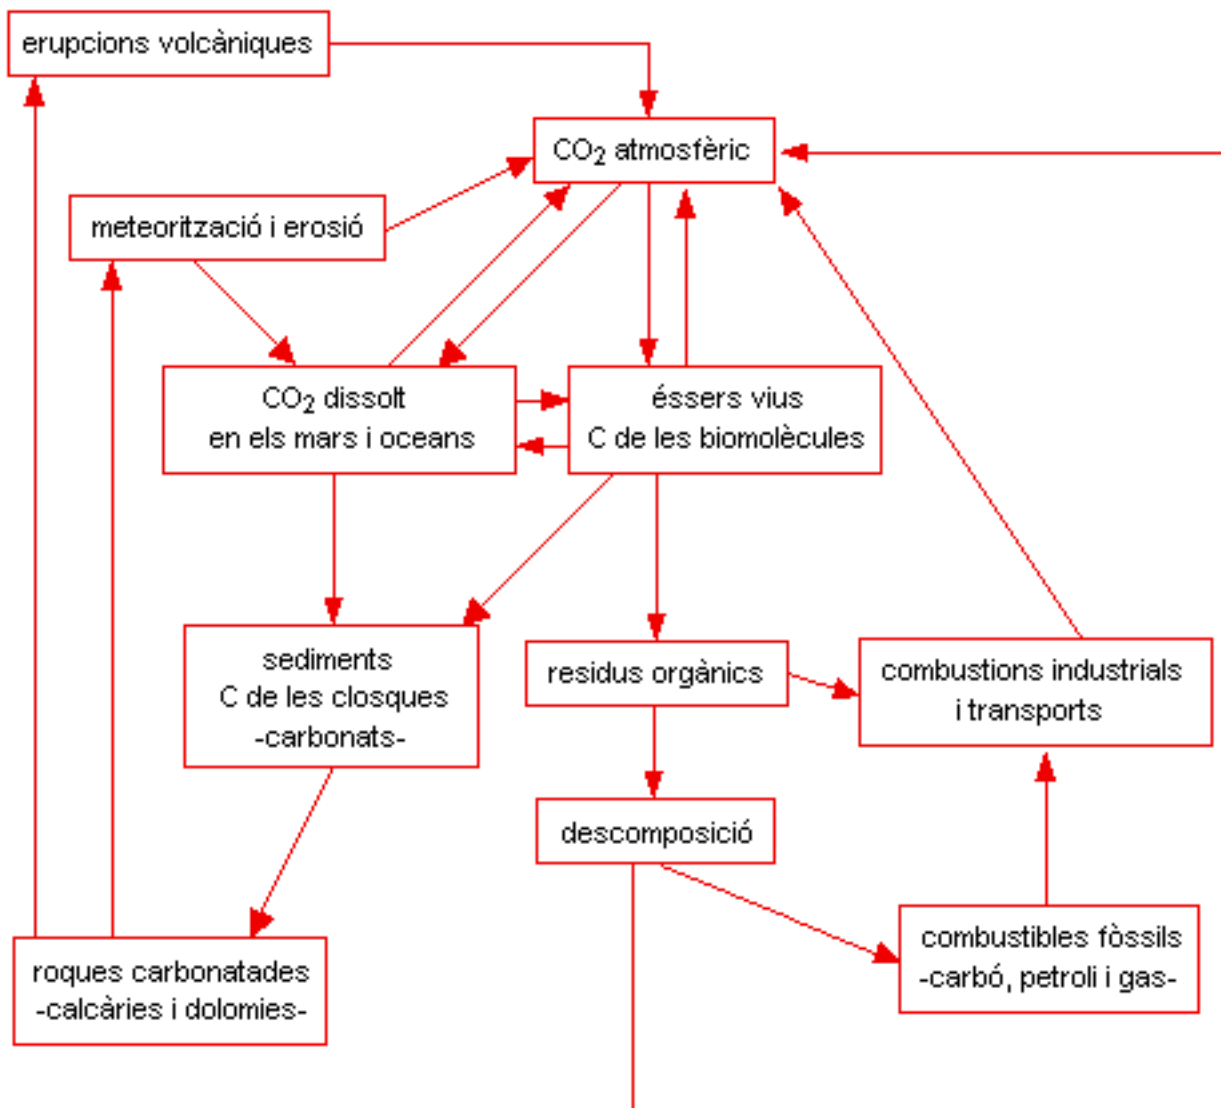 erupcions volcàniques
CO2 atmosfèric
meteorització i erosió
CO2 dissolt
en els mars i oceans
éssers vius
C de les biomolècules
sediments
C de les closques
-carbonats-
residus orgànics
combustions industrials
i transports
descomposició
combustibles fòssils
-carbó, petroli i gas-
roques carbonatades
-calcàries i dolomies-